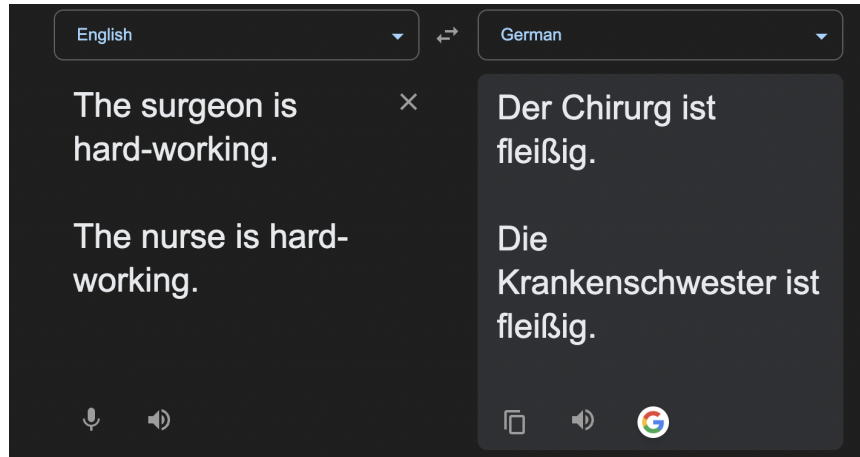 English
German
The surgeon is
hard-working.
The nurse is hard-
working.
Der Chirurg ist
fleißig.
Die
Krankenschwester ist
fleißig.